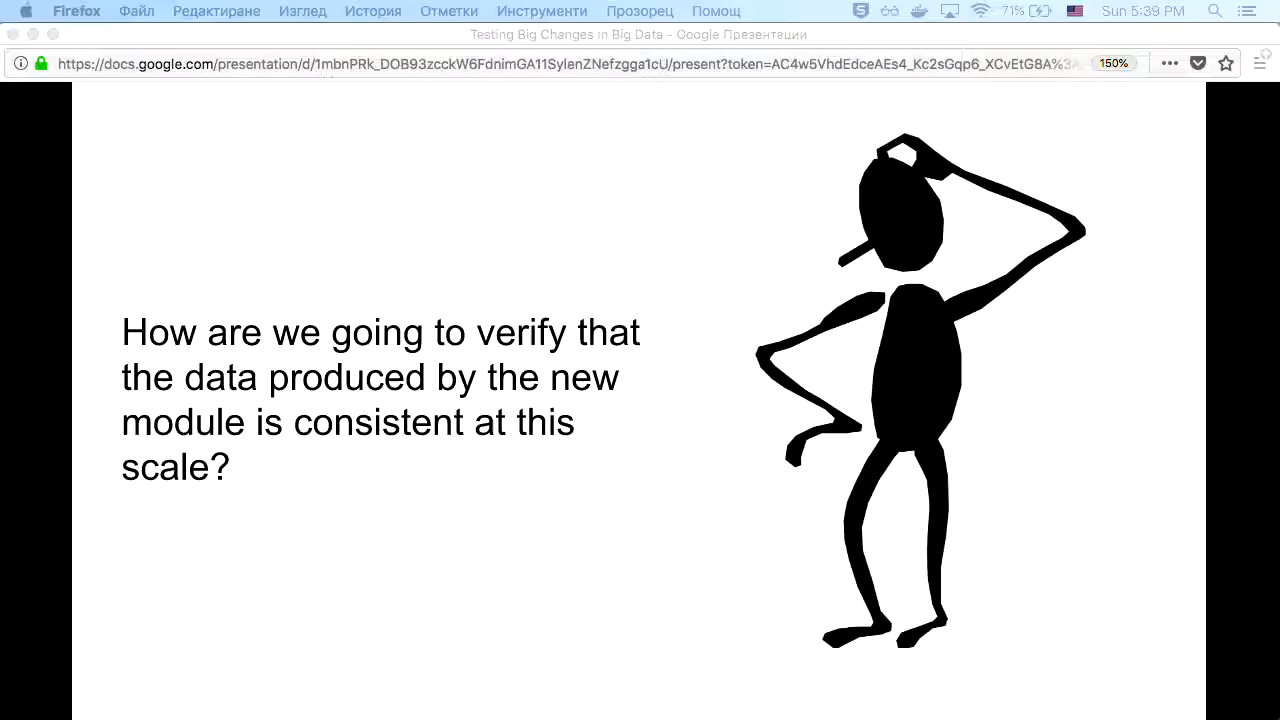 Firefox Файл Редактиране Изглед История Отметки Инструменти Прозорец Помощ 71% Sun 5:39 PM
Testing Big Changes in Big Data - Google Презентации
https://docs.google.com/presentation/d/1mbnPRk_DOB93zcckW6FdnimGA11SylenZNefzgga1cU/present?token=AC4w5VhdEdceAEs4_Kc2sGqp6_XCvEtG8A%3A 150%
How are we going to verify that
the data produced by the new
module is consistent at this
scale?